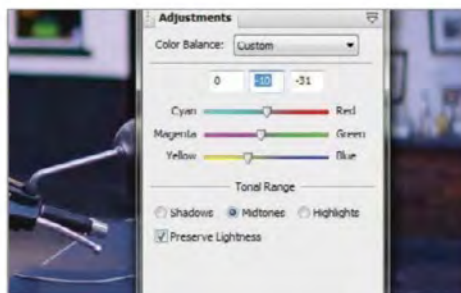 Adjustments
Color Balance: Custom
0 -10 -31
Cyan Red
Magenta Green
Yellow Blue
Tonal Range
Shadows Midtones Highlights
Preserve Lightness